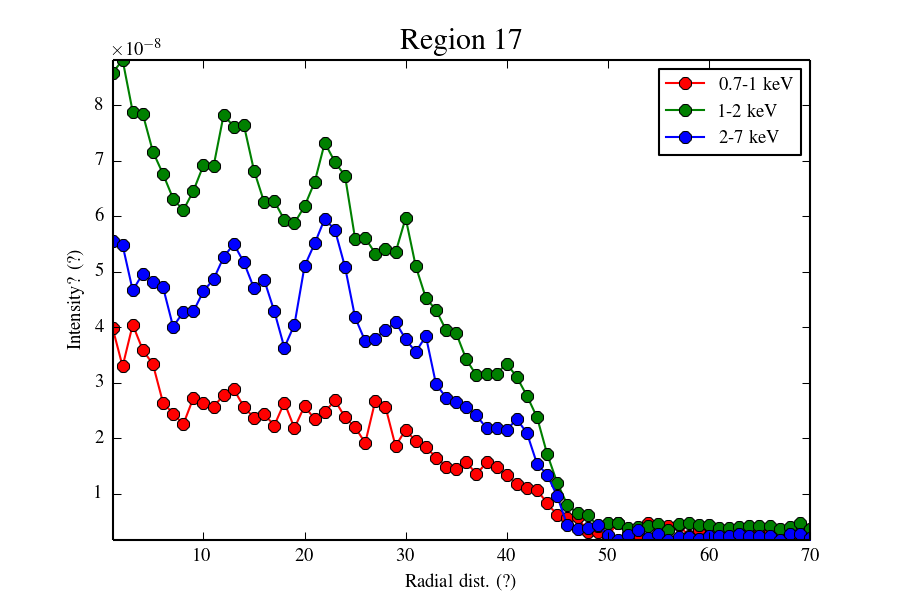 Region 17
×10⁻⁸
0.7-1 keV
1-2 keV
2-7 keV
8
7
6
5
4
3
2
1
Intensity? (?)
10 20 30 40 50 60 70
Radial dist. (?)